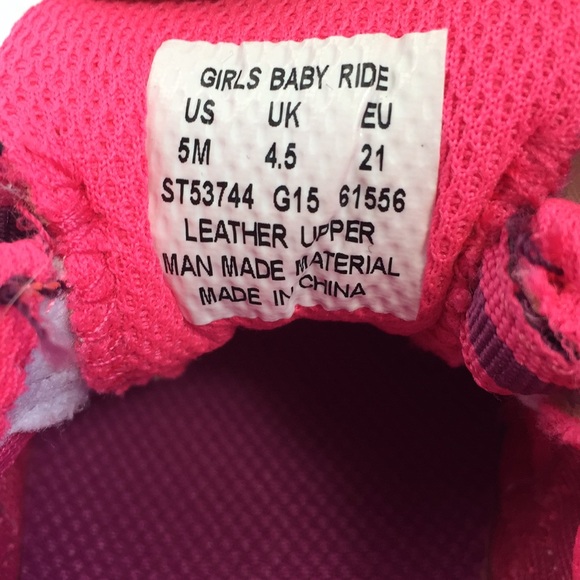 GIRLS BABY RIDE
US UK EU
5M 4.5 21
ST53744 G15 61556
LEATHER UPPER
MAN MADE MATERIAL
MADE IN CHINA